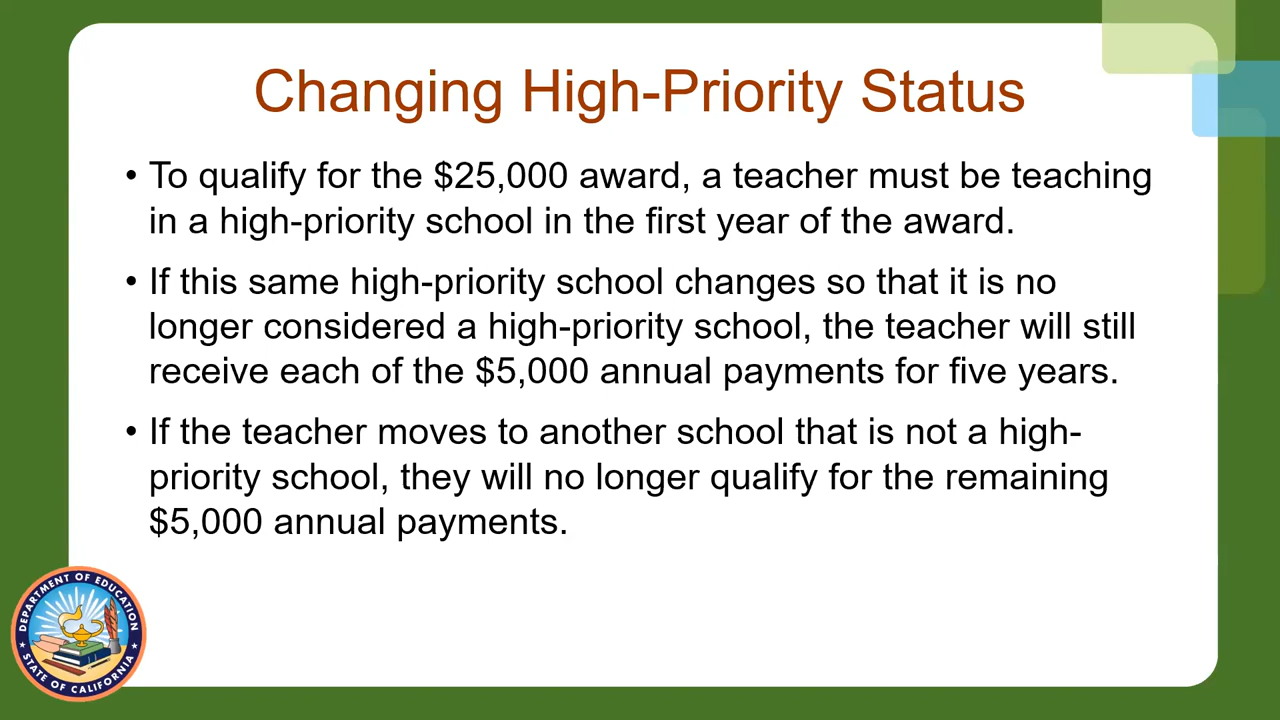 Changing High-Priority Status
• To qualify for the $25,000 award, a teacher must be teaching
in a high-priority school in the first year of the award.
• If this same high-priority school changes so that it is no
longer considered a high-priority school, the teacher will still
receive each of the $5,000 annual payments for five years.
• If the teacher moves to another school that is not a high-
priority school, they will no longer qualify for the remaining
$5,000 annual payments.
DEPARTMENT OF EDUCATION
STATE OF CALIFORNIA